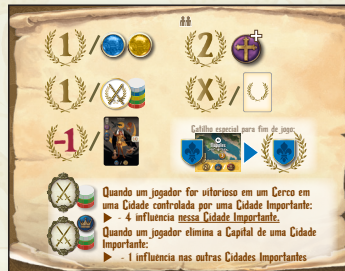 1 / 2
1 / X /
-1 /
Gatilho especial para fim de jogo:
Quando um jogador for vitorioso em um Cerco em
uma Cidade controlada por uma Cidade Importante:
- 4 influência nessa Cidade Importante.
Quando um jogador elimina a Capital de uma Cidade
Importante:
- 1 influência nas outras Cidades Importantes